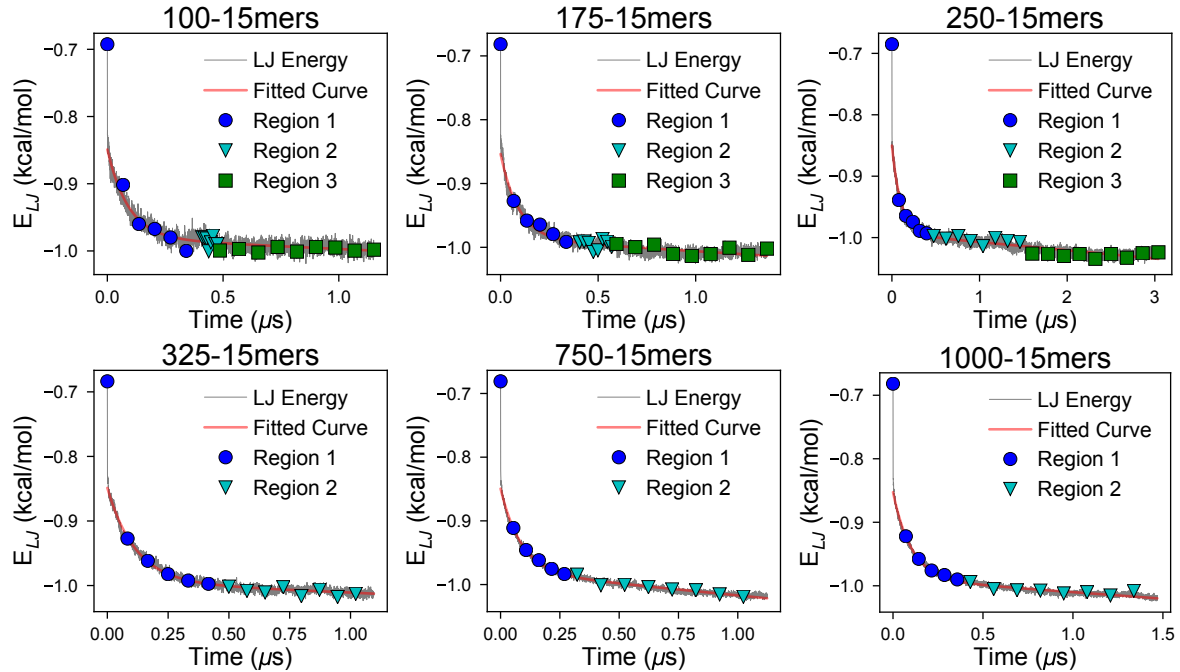 100-15mers
E_LJ (kcal/mol)
−0.7
−0.8
−0.9
−1.0
LJ Energy
Fitted Curve
Region 1
Region 2
Region 3
0.0 0.5 1.0
Time (μs)
175-15mers
E_LJ (kcal/mol)
−0.7
−0.8
−0.9
−1.0
LJ Energy
Fitted Curve
Region 1
Region 2
Region 3
0.0 0.5 1.0
Time (μs)
250-15mers
E_LJ (kcal/mol)
−0.7
−0.8
−0.9
−1.0
LJ Energy
Fitted Curve
Region 1
Region 2
Region 3
0 1 2 3
Time (μs)
325-15mers
E_LJ (kcal/mol)
−0.7
−0.8
−0.9
−1.0
LJ Energy
Fitted Curve
Region 1
Region 2
0.00 0.25 0.50 0.75 1.00
Time (μs)
750-15mers
E_LJ (kcal/mol)
−0.7
−0.8
−0.9
−1.0
LJ Energy
Fitted Curve
Region 1
Region 2
0.00 0.25 0.50 0.75 1.00
Time (μs)
1000-15mers
E_LJ (kcal/mol)
−0.7
−0.8
−0.9
−1.0
LJ Energy
Fitted Curve
Region 1
Region 2
0.0 0.5 1.0 1.5
Time (μs)